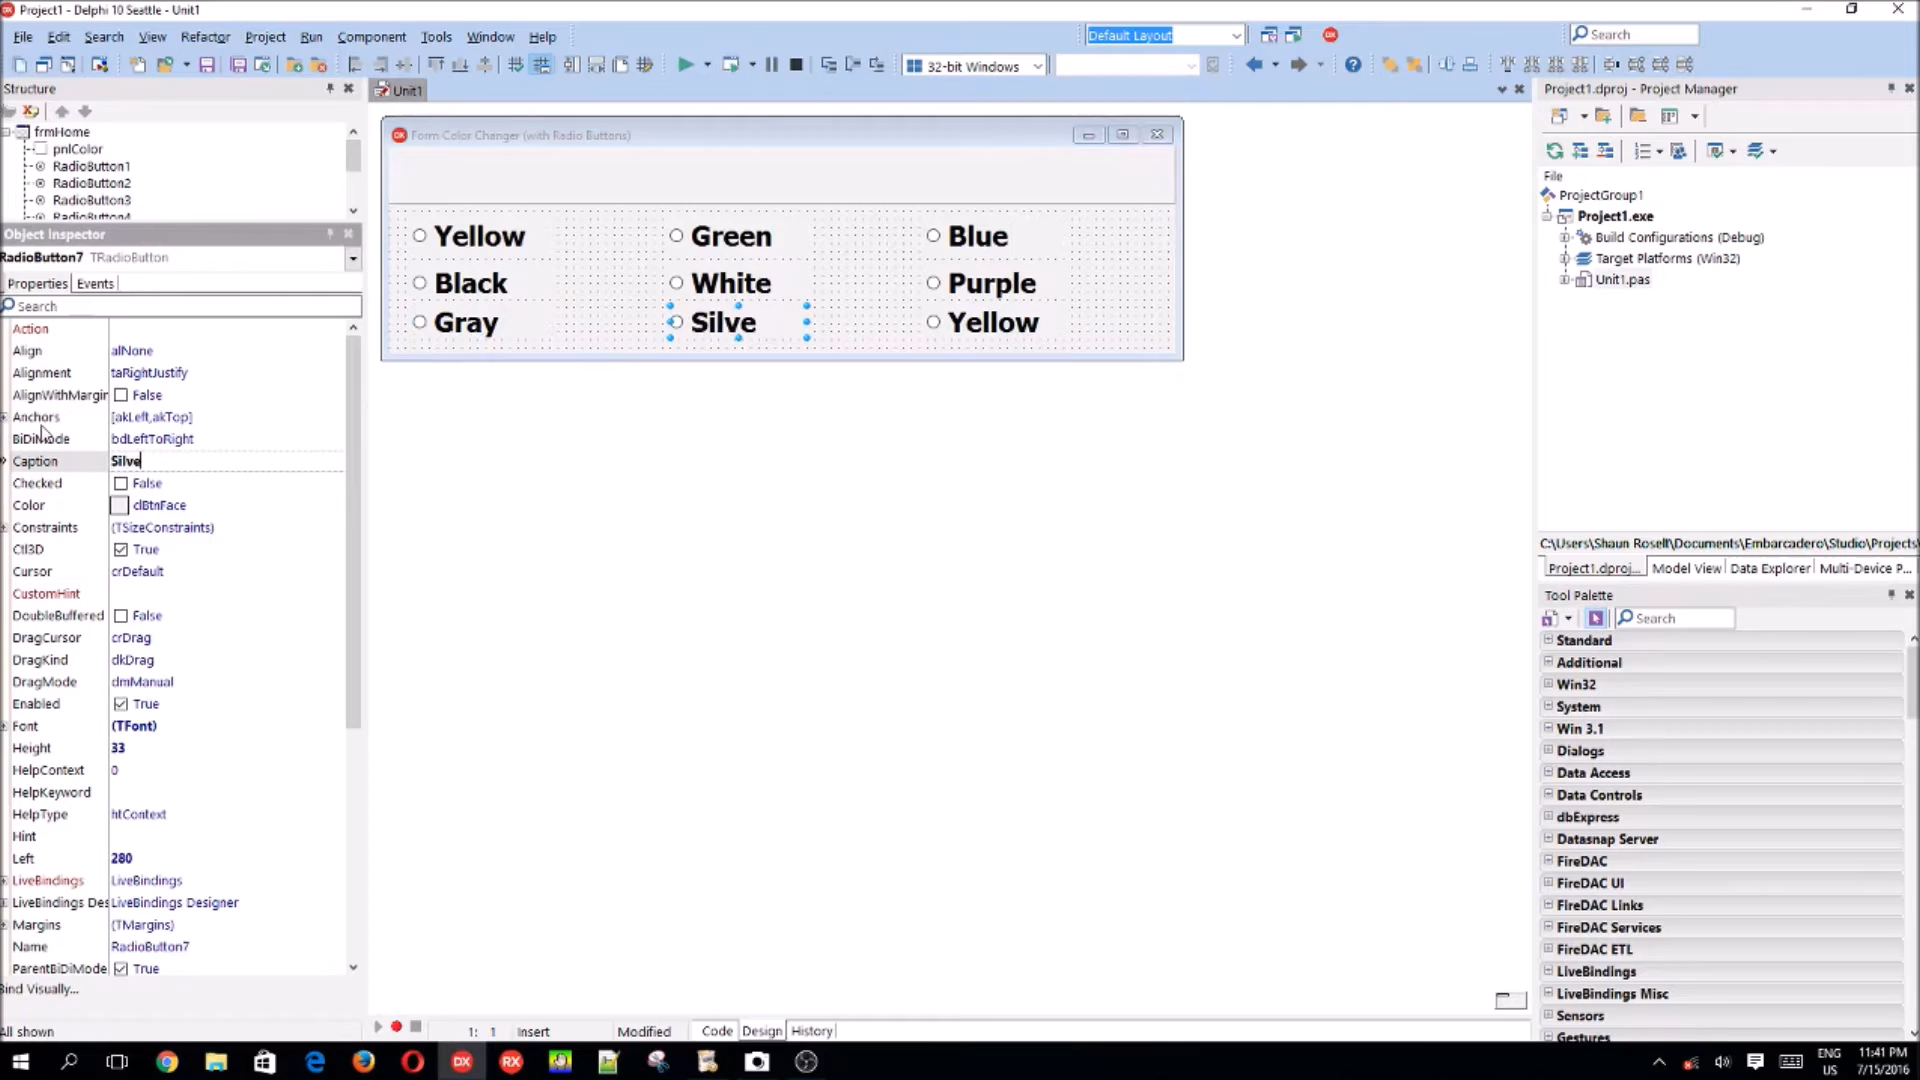 Project1 - Delphi 10 Seattle - Unit1
File Edit Search View Refactor Project Run Component Tools Window Help
Default Layout
Search
32-bit Windows
Structure
frmHome
pnlColor
RadioButton1
RadioButton2
RadioButton3
RadioButton4
Object Inspector
RadioButton7 TRadioButton
Properties Events
Search
Action
Align alNone
Alignment taRightJustify
AlignWithMargin False
Anchors [akLeft,akTop]
BiDiMode bdLeftToRight
Caption Silve
Checked False
Color clBtnFace
Constraints (TSizeConstraints)
Ctl3D True
Cursor crDefault
CustomHint
DoubleBuffered False
DragCursor crDrag
DragKind dkDrag
DragMode dmManual
Enabled True
Font (TFont)
Height 33
HelpContext 0
HelpKeyword
HelpType htContext
Hint
Left 280
LiveBindings LiveBindings
LiveBindings Des LiveBindings Designer
Margins (TMargins)
Name RadioButton7
ParentBiDiMode True
Bind Visually...
All shown
Unit1
Form Color Changer (with Radio Buttons)
Yellow Green Blue
Black White Purple
Gray Silve Yellow
1: 1 Insert Modified Code Design History
Project1.dproj - Project Manager
File
ProjectGroup1
Project1.exe
Build Configurations (Debug)
Target Platforms (Win32)
Unit1.pas
C:\Users\Shaun Rosell\Documents\Embarcadero\Studio\Projects\
Project1.dproj... Model View Data Explorer Multi-Device P...
Tool Palette
Search
Standard
Additional
Win32
System
Win 3.1
Dialogs
Data Access
Data Controls
dbExpress
Datasnap Server
FireDAC
FireDAC UI
FireDAC Links
FireDAC Services
FireDAC ETL
LiveBindings
LiveBindings Misc
Sensors
Gestures
DX
RX
ENG
US
11:41 PM
7/15/2016